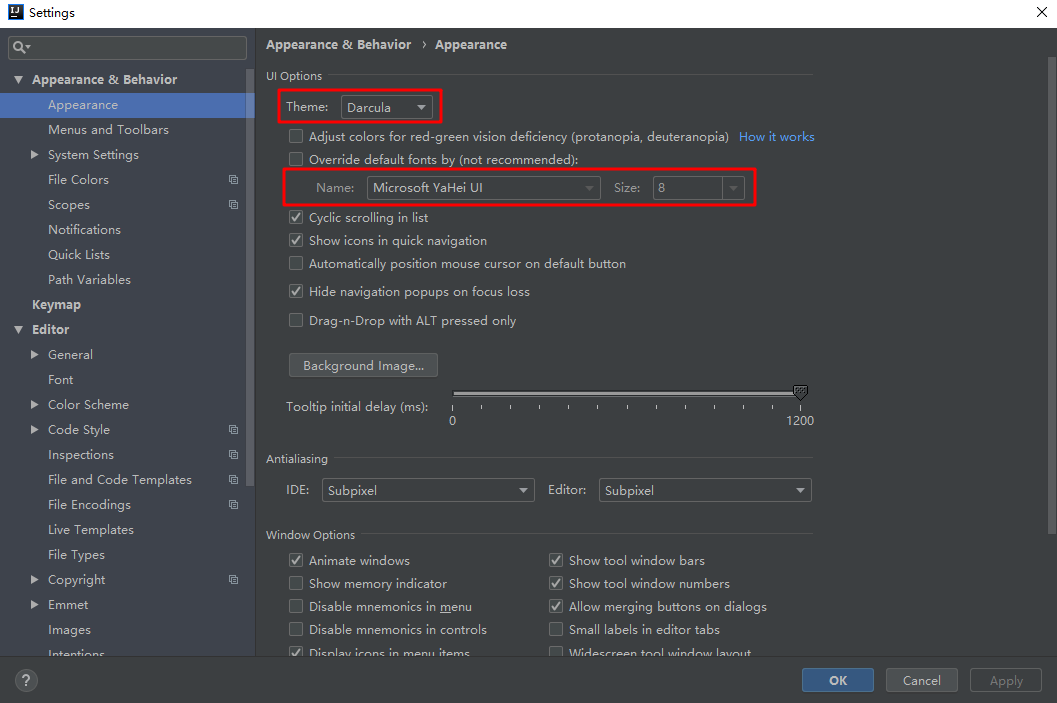 IJ Settings
Appearance & Behavior
Appearance
Menus and Toolbars
System Settings
File Colors
Scopes
Notifications
Quick Lists
Path Variables
Keymap
Editor
General
Font
Color Scheme
Code Style
Inspections
File and Code Templates
File Encodings
Live Templates
File Types
Copyright
Emmet
Images
Intentions
Appearance & Behavior › Appearance
UI Options
Theme: Darcula
Adjust colors for red-green vision deficiency (protanopia, deuteranopia) How it works
Override default fonts by (not recommended):
Name: Microsoft YaHei UI Size: 8
Cyclic scrolling in list
Show icons in quick navigation
Automatically position mouse cursor on default button
Hide navigation popups on focus loss
Drag-n-Drop with ALT pressed only
Background Image...
Tooltip initial delay (ms):
0 1200
Antialiasing
IDE: Subpixel Editor: Subpixel
Window Options
Animate windows Show tool window bars
Show memory indicator Show tool window numbers
Disable mnemonics in menu Allow merging buttons on dialogs
Disable mnemonics in controls Small labels in editor tabs
Display icons in menu items Widescreen tool window layout
? OK Cancel Apply